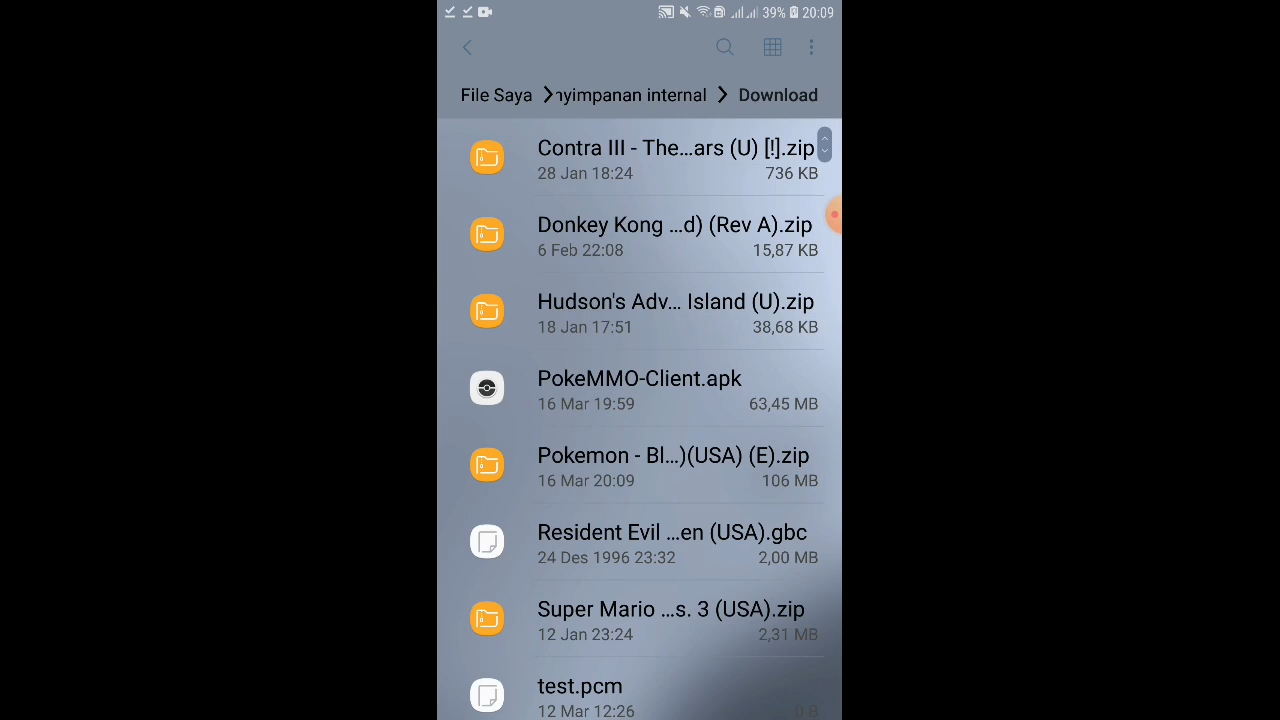 39% 20:09
File Saya nyimpanan internal Download
Contra III - The...ars (U) [!].zip
28 Jan 18:24 736 KB
Donkey Kong ...d) (Rev A).zip
6 Feb 22:08 15,87 KB
Hudson's Adv... Island (U).zip
18 Jan 17:51 38,68 KB
PokeMMO-Client.apk
16 Mar 19:59 63,45 MB
Pokemon - Bl...)(USA) (E).zip
16 Mar 20:09 106 MB
Resident Evil ...en (USA).gbc
24 Des 1996 23:32 2,00 MB
Super Mario ...s. 3 (USA).zip
12 Jan 23:24 2,31 MB
test.pcm
12 Mar 12:26 0 B